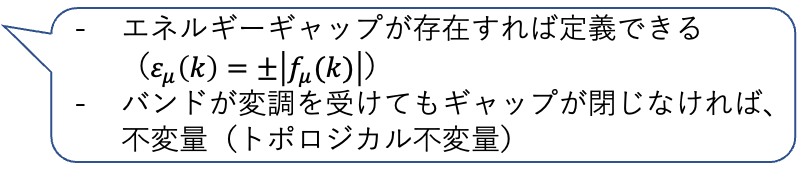 - エネルギーギャップが存在すれば定義できる
（εμ(k) = ±|fμ(k)|）
- バンドが変調を受けてもギャップが閉じなければ、
不変量（トポロジカル不変量）